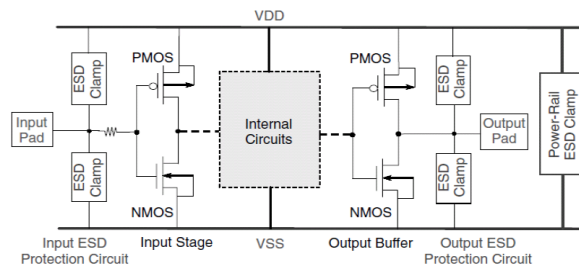 VDD
PMOS
PMOS
ESD
Clamp
ESD
Clamp
Input
Pad
Internal
Circuits
Output
Pad
Power-Rail
ESD Clamp
ESD
Clamp
ESD
Clamp
NMOS
NMOS
Input ESD
Protection Circuit
Input Stage
VSS
Output Buffer
Output ESD
Protection Circuit